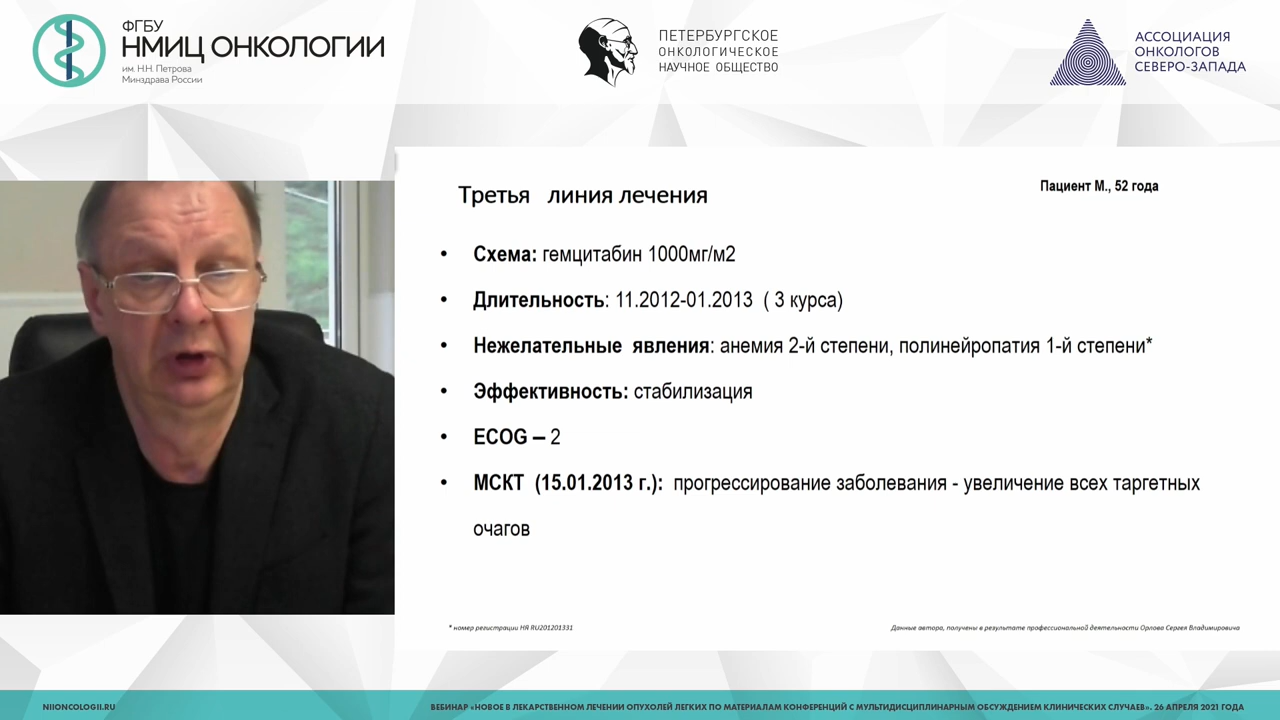 ФГБУ
НМИЦ ОНКОЛОГИИ
им. Н.Н. Петрова
Минздрава России
ПЕТЕРБУРГСКОЕ
ОНКОЛОГИЧЕСКОЕ
НАУЧНОЕ ОБЩЕСТВО
АССОЦИАЦИЯ
ОНКОЛОГОВ
СЕВЕРО-ЗАПАДА
Третья линия лечения
Пациент М., 52 года
• Схема: гемцитабин 1000мг/м2
• Длительность: 11.2012-01.2013 ( 3 курса)
• Нежелательные явления: анемия 2-й степени, полинейропатия 1-й степени*
• Эффективность: стабилизация
• ECOG – 2
• МСКТ (15.01.2013 г.): прогрессирование заболевания - увеличение всех таргетных
очагов
* номер регистрации НЯ RU201201331
Данные автора, получены в результате профессиональной деятельности Орлова Сергея Владимировича
NIIONCOLOGII.RU
ВЕБИНАР «НОВОЕ В ЛЕКАРСТВЕННОМ ЛЕЧЕНИИ ОПУХОЛЕЙ ЛЕГКИХ ПО МАТЕРИАЛАМ КОНФЕРЕНЦИЙ С МУЛЬТИДИСЦИПЛИНАРНЫМ ОБСУЖДЕНИЕМ КЛИНИЧЕСКИХ СЛУЧАЕВ». 26 АПРЕЛЯ 2021 ГОДА